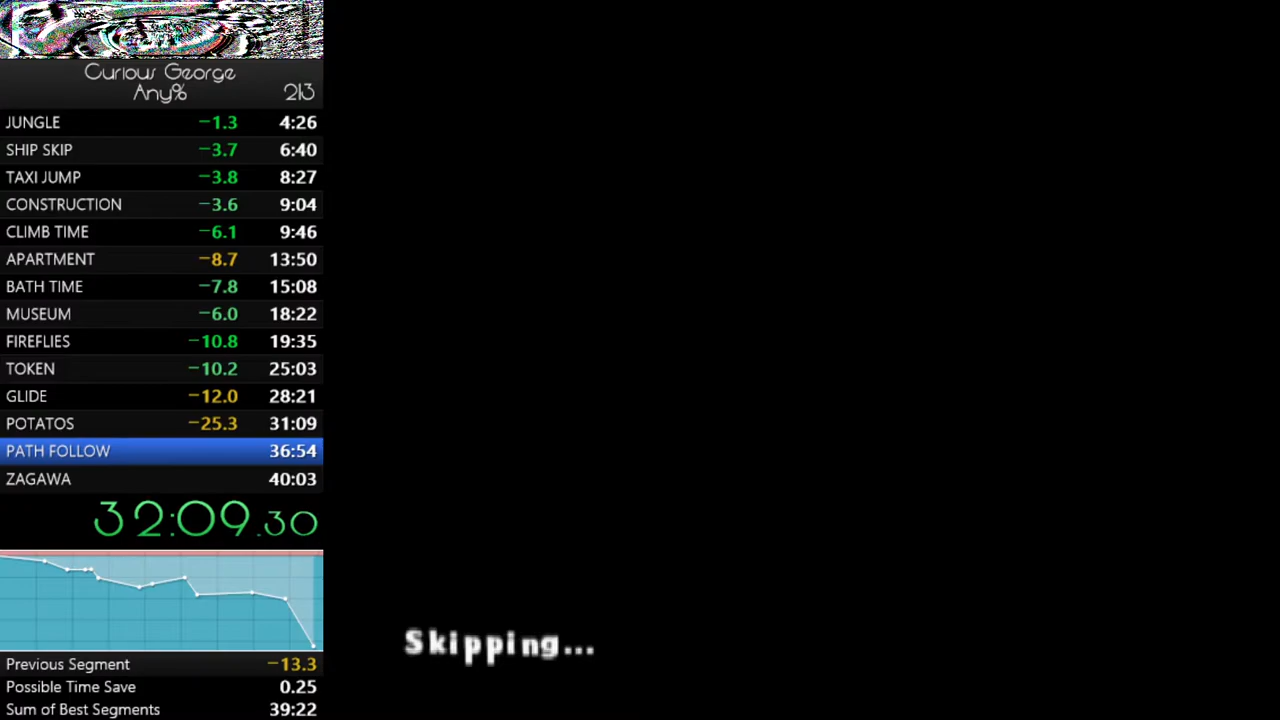 Curious George
Any% 213
JUNGLE −1.3 4:26
SHIP SKIP −3.7 6:40
TAXI JUMP −3.8 8:27
CONSTRUCTION −3.6 9:04
CLIMB TIME −6.1 9:46
APARTMENT −8.7 13:50
BATH TIME −7.8 15:08
MUSEUM −6.0 18:22
FIREFLIES −10.8 19:35
TOKEN −10.2 25:03
GLIDE −12.0 28:21
POTATOS −25.3 31:09
PATH FOLLOW 36:54
ZAGAWA 40:03
32:09.30
Previous Segment −13.3
Possible Time Save 0.25
Sum of Best Segments 39:22
Skipping...